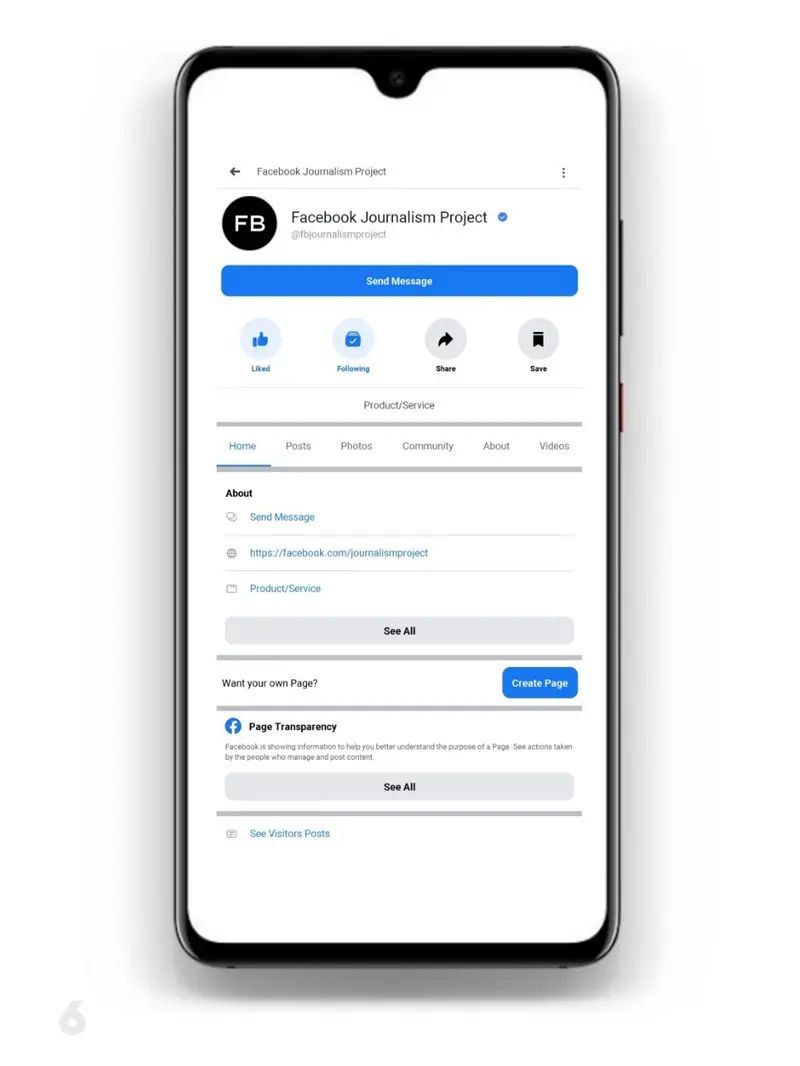 Facebook Journalism Project
FB
Facebook Journalism Project
@fbjournalismproject
Send Message
Liked
Following
Share
Save
Product/Service
Home Posts Photos Community About Videos
About
Send Message
https://facebook.com/journalismproject
Product/Service
See All
Want your own Page?
Create Page
Page Transparency
Facebook is showing information to help you better understand the purpose of a Page. See actions taken
by the people who manage and post content.
See All
See Visitors Posts
6